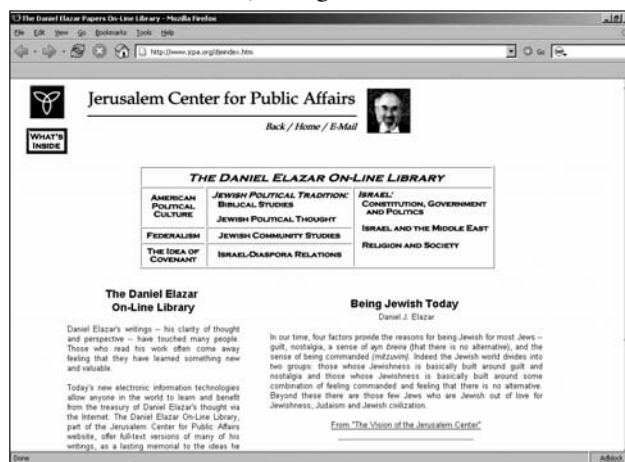 The Daniel Elazar Papers On-Line Library - Mozilla Firefox
File Edit View Go Bookmarks Tools Help
http://www.jcpa.org/djeindex.htm
Go
Jerusalem Center for Public Affairs
Back / Home / E-Mail
WHAT'S
INSIDE
THE DANIEL ELAZAR ON-LINE LIBRARY
AMERICAN
POLITICAL
CULTURE
FEDERALISM
THE IDEA OF
COVENANT
JEWISH POLITICAL TRADITION:
BIBLICAL STUDIES
JEWISH POLITICAL THOUGHT
JEWISH COMMUNITY STUDIES
ISRAEL-DIASPORA RELATIONS
ISRAEL:
CONSTITUTION, GOVERNMENT
AND POLITICS
ISRAEL AND THE MIDDLE EAST
RELIGION AND SOCIETY
The Daniel Elazar
On-Line Library
Daniel Elazar's writings -- his clarity of thought
and perspective -- have touched many people.
Those who read his work often come away
feeling that they have learned something new
and valuable.
Today's new electronic information technologies
allow anyone in the world to learn and benefit
from the treasury of Daniel Elazar's thought via
the Internet. The Daniel Elazar On-Line Library,
part of the Jerusalem Center for Public Affairs
website, offer full-text versions of many of his
writings, as a lasting memorial to the ideas he
Being Jewish Today
Daniel J. Elazar
In our time, four factors provide the reasons for being Jewish for most Jews --
guilt, nostalgia, a sense of ayn breira (that there is no alternative), and the
sense of being commanded (mitzuvim). Indeed the Jewish world divides into
two groups: those whose Jewishness is basically built around guilt and
nostalgia and those whose Jewishness is basically built around some
combination of feeling commanded and feeling that there is no alternative.
Beyond these there are those few Jews who are Jewish out of love for
Jewishness, Judaism and Jewish civilization.
From "The Vision of the Jerusalem Center"
Done
Adblock